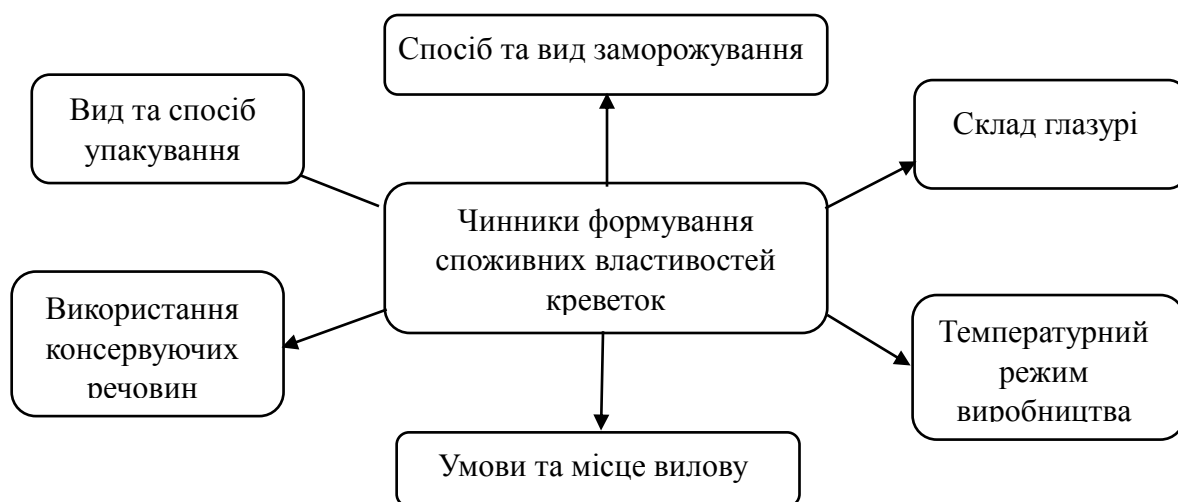 Спосіб та вид заморожування
Вид та спосіб
упакування
Склад глазурі
Чинники формування
споживних властивостей
креветок
Використання
консервуючих
речовин
Температурний
режим
виробництва
Умови та місце вилову